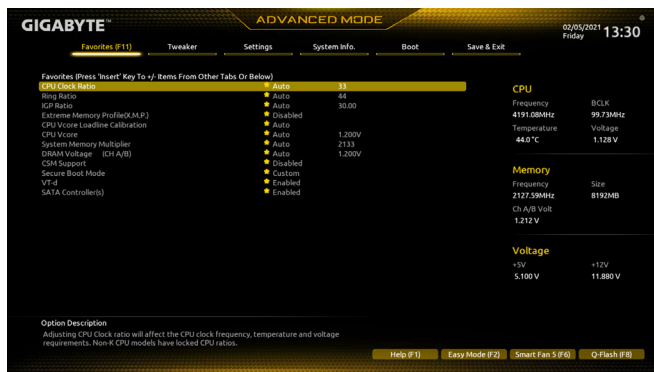 GIGABYTE™
ADVANCED MODE
02/05/2021
Friday
13:30
Favorites (F11) Tweaker Settings System Info. Boot Save & Exit
Favorites (Press 'Insert' Key To +/- Items From Other Tabs Or Below)
CPU Clock Ratio Auto 33
Ring Ratio Auto 44
IGP Ratio Auto 30.00
Extreme Memory Profile(X.M.P.) Disabled
CPU Vcore Loadline Calibration Auto
CPU Vcore Auto 1.200V
System Memory Multiplier Auto 2133
DRAM Voltage (CH A/B) Auto 1.200V
CSM Support Disabled
Secure Boot Mode Custom
VT-d Enabled
SATA Controller(s) Enabled
CPU
Frequency BCLK
4191.08MHz 99.73MHz
Temperature Voltage
44.0 °C 1.128 V
Memory
Frequency Size
2127.59MHz 8192MB
Ch A/B Volt
1.212 V
Voltage
+5V +12V
5.100 V 11.880 V
Option Description
Adjusting CPU Clock ratio will affect the CPU clock frequency, temperature and voltage
requirements. Non-K CPU models have locked CPU ratios.
Help (F1) Easy Mode (F2) Smart Fan 5 (F6) Q-Flash (F8)